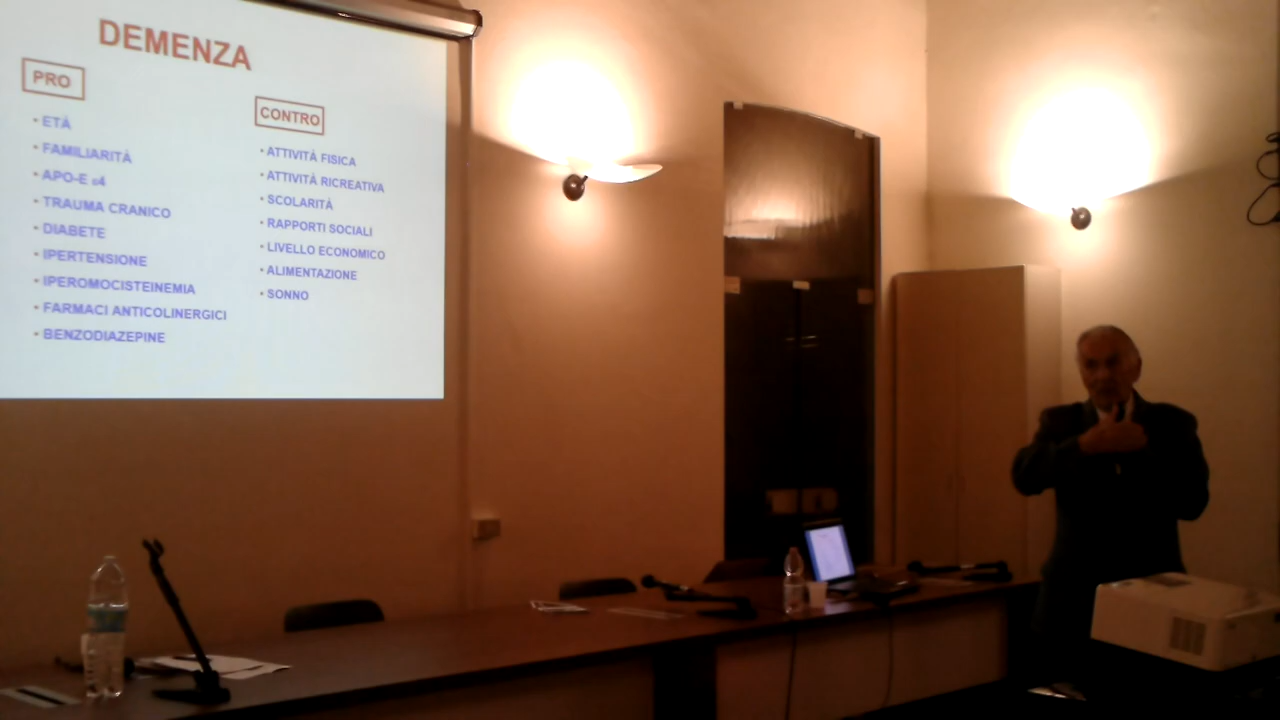 DEMENZA
PRO
• ETÀ
• FAMILIARITÀ
• APO-E ε4
• TRAUMA CRANICO
• DIABETE
• IPERTENSIONE
• IPEROMOCISTEINEMIA
• FARMACI ANTICOLINERGICI
• BENZODIAZEPINE
CONTRO
• ATTIVITÀ FISICA
• ATTIVITÀ RICREATIVA
• SCOLARITÀ
• RAPPORTI SOCIALI
• LIVELLO ECONOMICO
• ALIMENTAZIONE
• SONNO